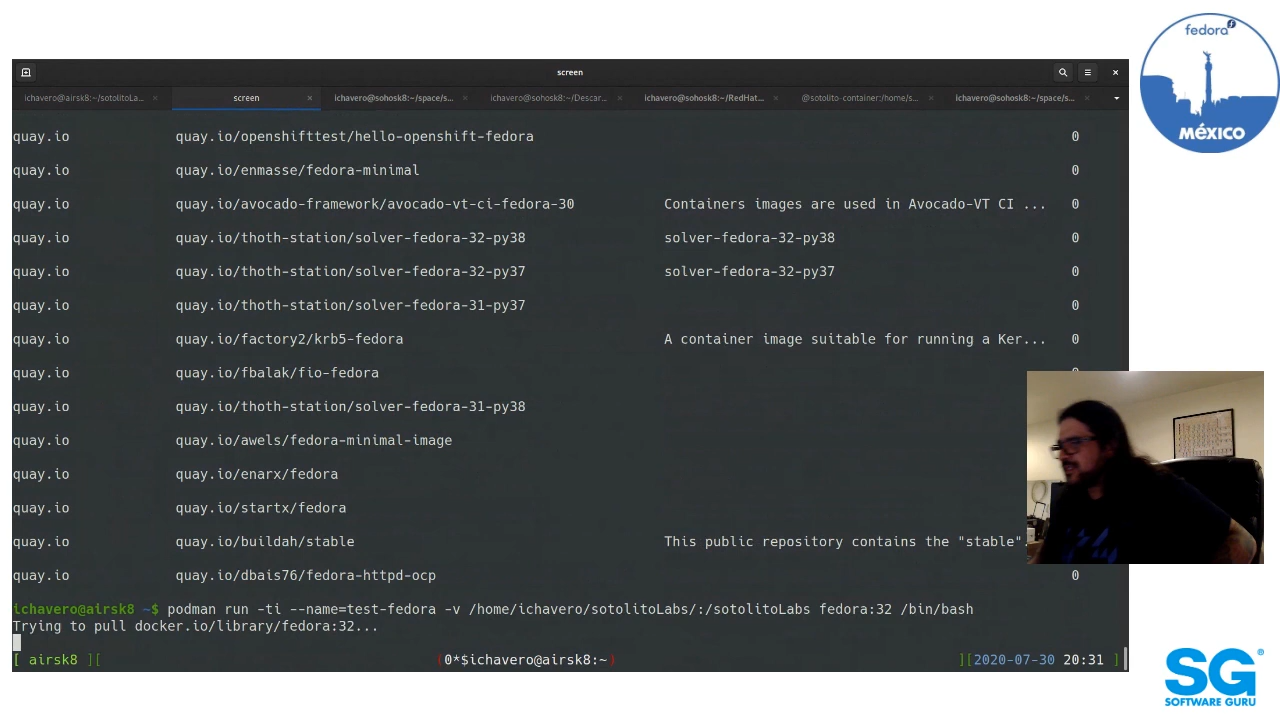 fedora
MÉXICO
screen
ichavero@airsk8:~/sotolitoLa... ×
screen ×
ichavero@sohosk8:~/space/s... ×
ichavero@sohosk8:~/Descar... ×
ichavero@sohosk8:~/RedHat... ×
@sotolito-container:/home/s... ×
ichavero@sohosk8:~/space/s... ×
quay.io quay.io/openshifttest/hello-openshift-fedora 0
quay.io quay.io/enmasse/fedora-minimal 0
quay.io quay.io/avocado-framework/avocado-vt-ci-fedora-30 Containers images are used in Avocado-VT CI ... 0
quay.io quay.io/thoth-station/solver-fedora-32-py38 solver-fedora-32-py38 0
quay.io quay.io/thoth-station/solver-fedora-32-py37 solver-fedora-32-py37 0
quay.io quay.io/thoth-station/solver-fedora-31-py37 0
quay.io quay.io/factory2/krb5-fedora A container image suitable for running a Ker... 0
quay.io quay.io/fbalak/fio-fedora
quay.io quay.io/thoth-station/solver-fedora-31-py38
quay.io quay.io/awels/fedora-minimal-image
quay.io quay.io/enarx/fedora
quay.io quay.io/startx/fedora
quay.io quay.io/buildah/stable This public repository contains the "stable"
quay.io quay.io/dbais76/fedora-httpd-ocp 0
ichavero@airsk8 ~$ podman run -ti --name=test-fedora -v /home/ichavero/sotolitoLabs/:/sotolitoLabs fedora:32 /bin/bash
Trying to pull docker.io/library/fedora:32...
[ airsk8 ][ (0*$ichavero@airsk8:~) ][2020-07-30 20:31 ]
SG®
SOFTWARE GURU